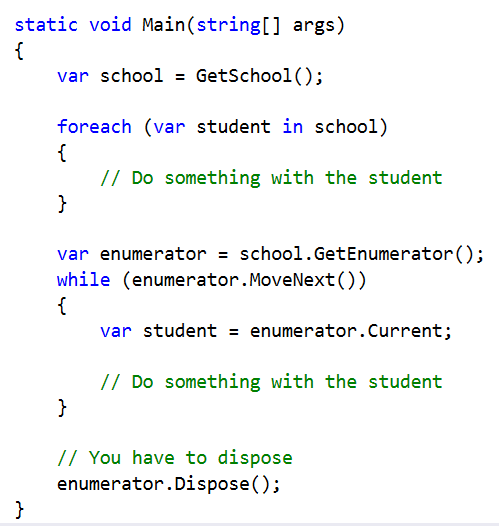 static void Main(string[] args)
{
    var school = GetSchool();

    foreach (var student in school)
    {
        // Do something with the student
    }

    var enumerator = school.GetEnumerator();
    while (enumerator.MoveNext())
    {
        var student = enumerator.Current;

        // Do something with the student
    }

    // You have to dispose
    enumerator.Dispose();
}